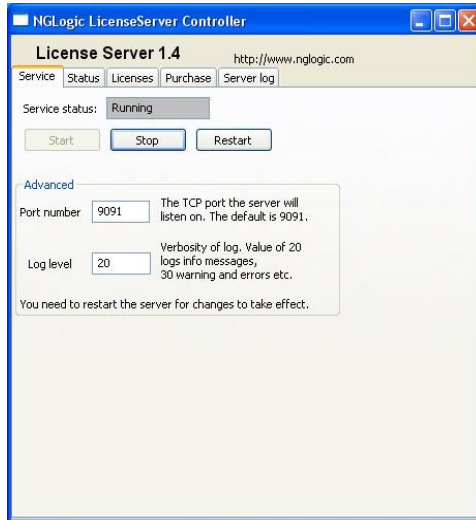 NGLogic LicenseServer Controller
License Server 1.4
http://www.nglogic.com
Service Status Licenses Purchase Server log
Service status: Running
Start Stop Restart
Advanced
Port number 9091 The TCP port the server will
listen on. The default is 9091.
Log level 20 Verbosity of log. Value of 20
logs info messages,
30 warning and errors etc.
You need to restart the server for changes to take effect.